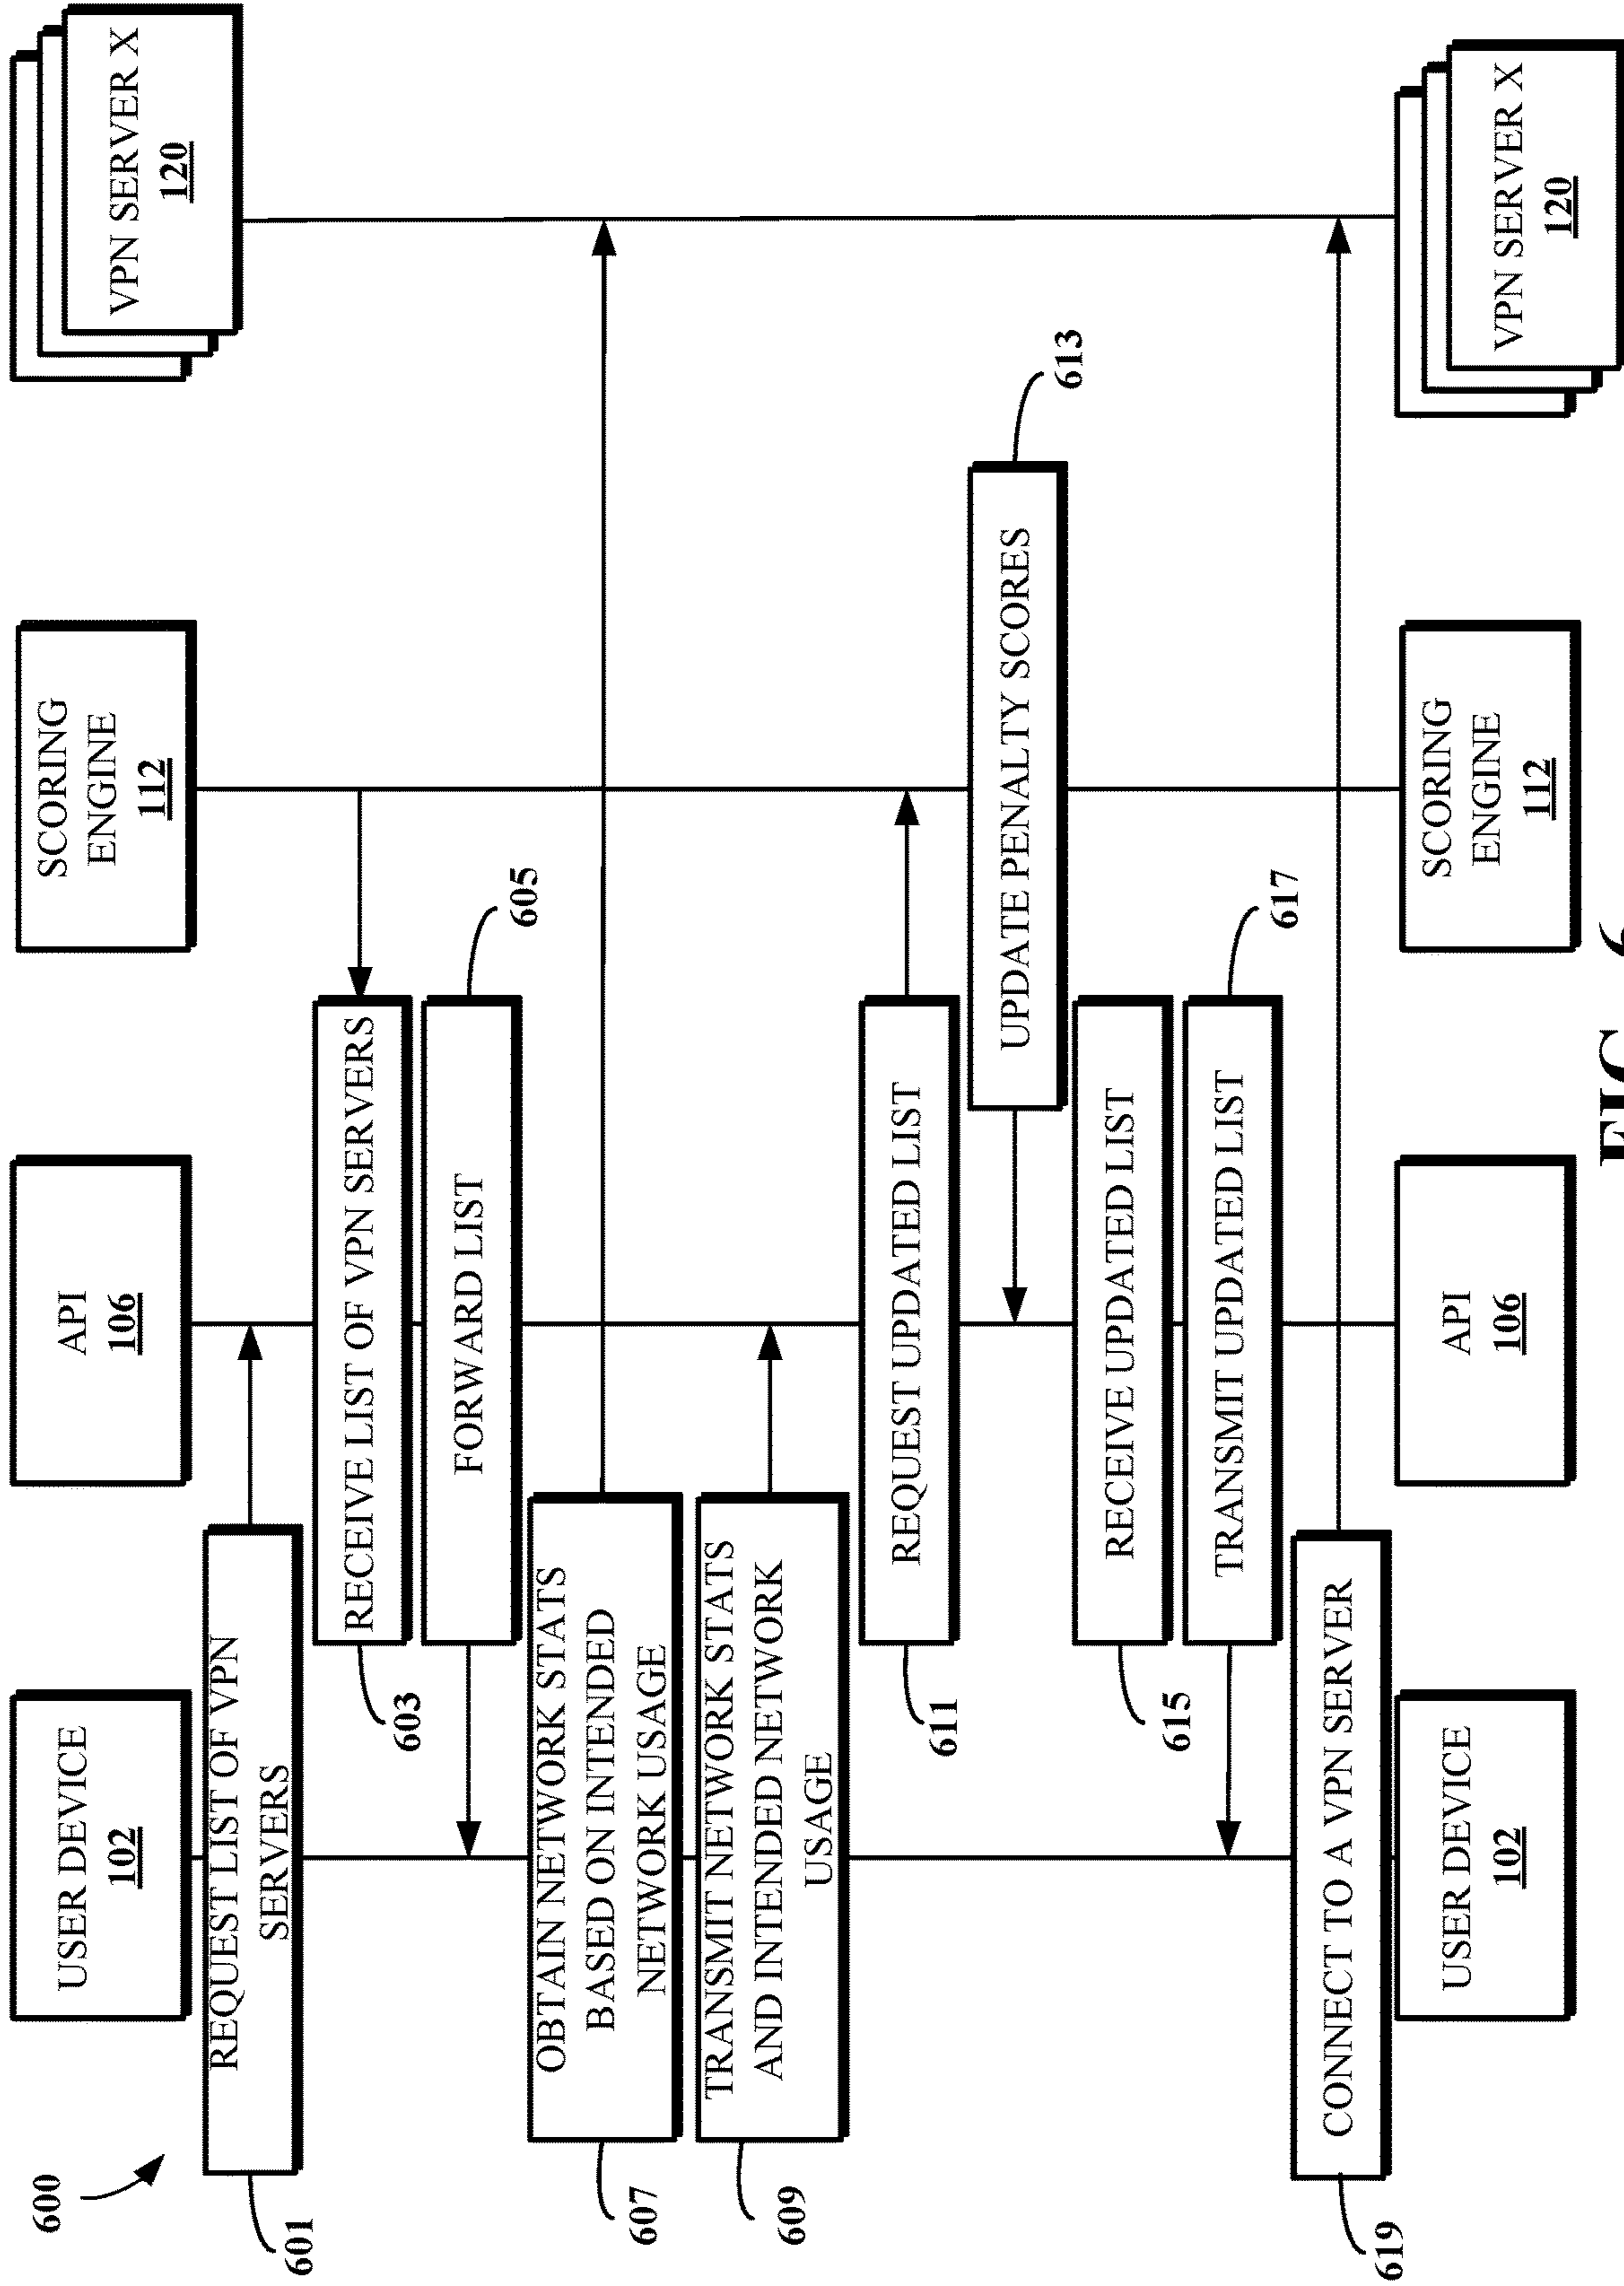 600
USER DEVICE
102
API
106
SCORING
ENGINE
112
VPN SERVER X
120
601
REQUEST LIST OF VPN
SERVERS
RECEIVE LIST OF VPN SERVERS
603
FORWARD LIST
605
607
OBTAIN NETWORK STATS
BASED ON INTENDED
NETWORK USAGE
609
TRANSMIT NETWORK STATS
AND INTENDED NETWORK
USAGE
611
REQUEST UPDATED LIST
UPDATE PENALTY SCORES
613
615
RECEIVE UPDATED LIST
TRANSMIT UPDATED LIST
617
619
CONNECT TO A VPN SERVER
USER DEVICE
102
API
106
SCORING
ENGINE
112
VPN SERVER X
120